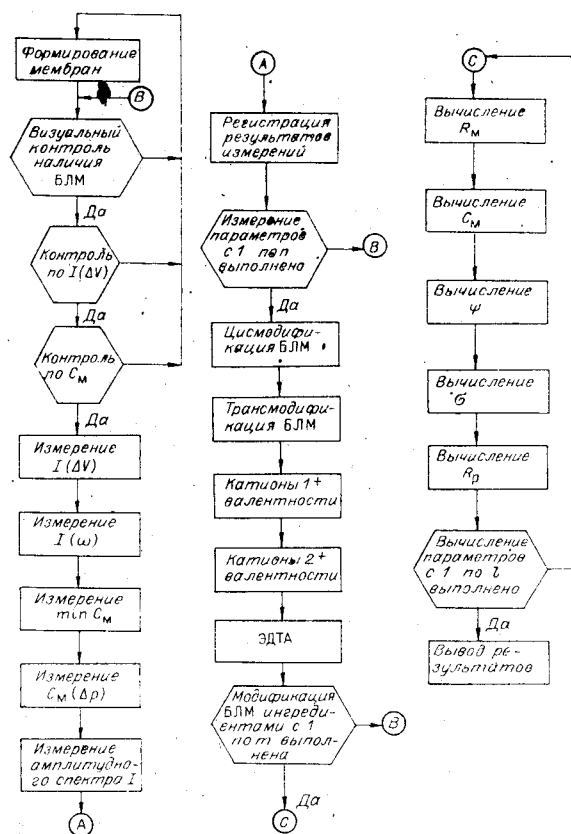 Формирование
мембран
В
Визуальный
контроль
наличия
БЛМ
Да
Контроль
по I(ΔV)
Да
Контроль
по Cм
Да
Измерение
I(ΔV)
Измерение
I(ω)
Измерение
min Cм
Измерение
Cм(Δp)
Измерение
амплитудно-
го спектра I
А
А
Регистрация
результатов
измерений
Измерение
параметров
с 1 по n
выполнено
В
Да
Цисмодифи-
кация БЛМ
Трансмодифи-
кация БЛМ
Катионы 1+
валентности
Катионы 2+
валентности
ЭДТА
Модификация
БЛМ ингреди-
ентами с 1
по m выпол-
нена
В
Да
С
С
Вычисление
Rм
Вычисление
Cм
Вычисление
Ψ
Вычисление
σ
Вычисление
Rр
Вычисление
параметров
с 1 по l
выполнено
Да
Вывод ре-
зультатов